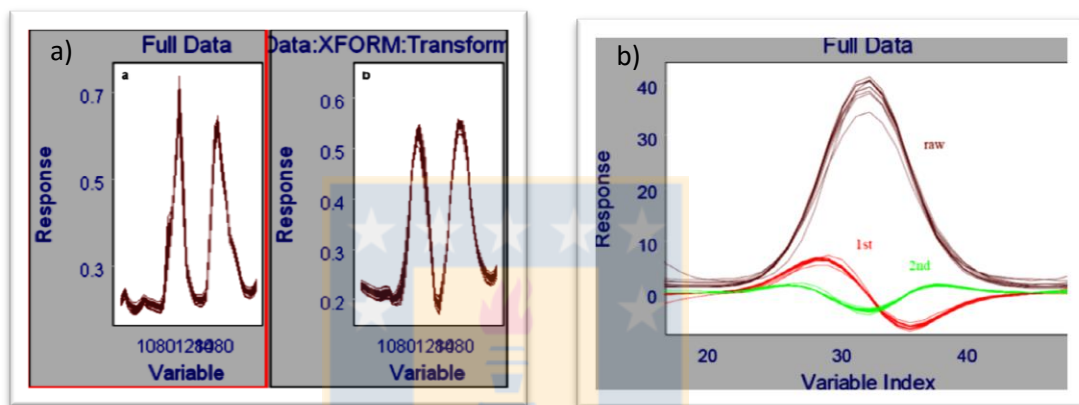 a)
Full Data
a
0.7
0.5
0.3
Response
Variable
Data:XFORM:Transform
b
0.6
0.5
0.4
0.3
0.2
Response
Variable
b)
Full Data
40
30
20
10
0
Response
raw
1st
2nd
20
30
40
Variable Index